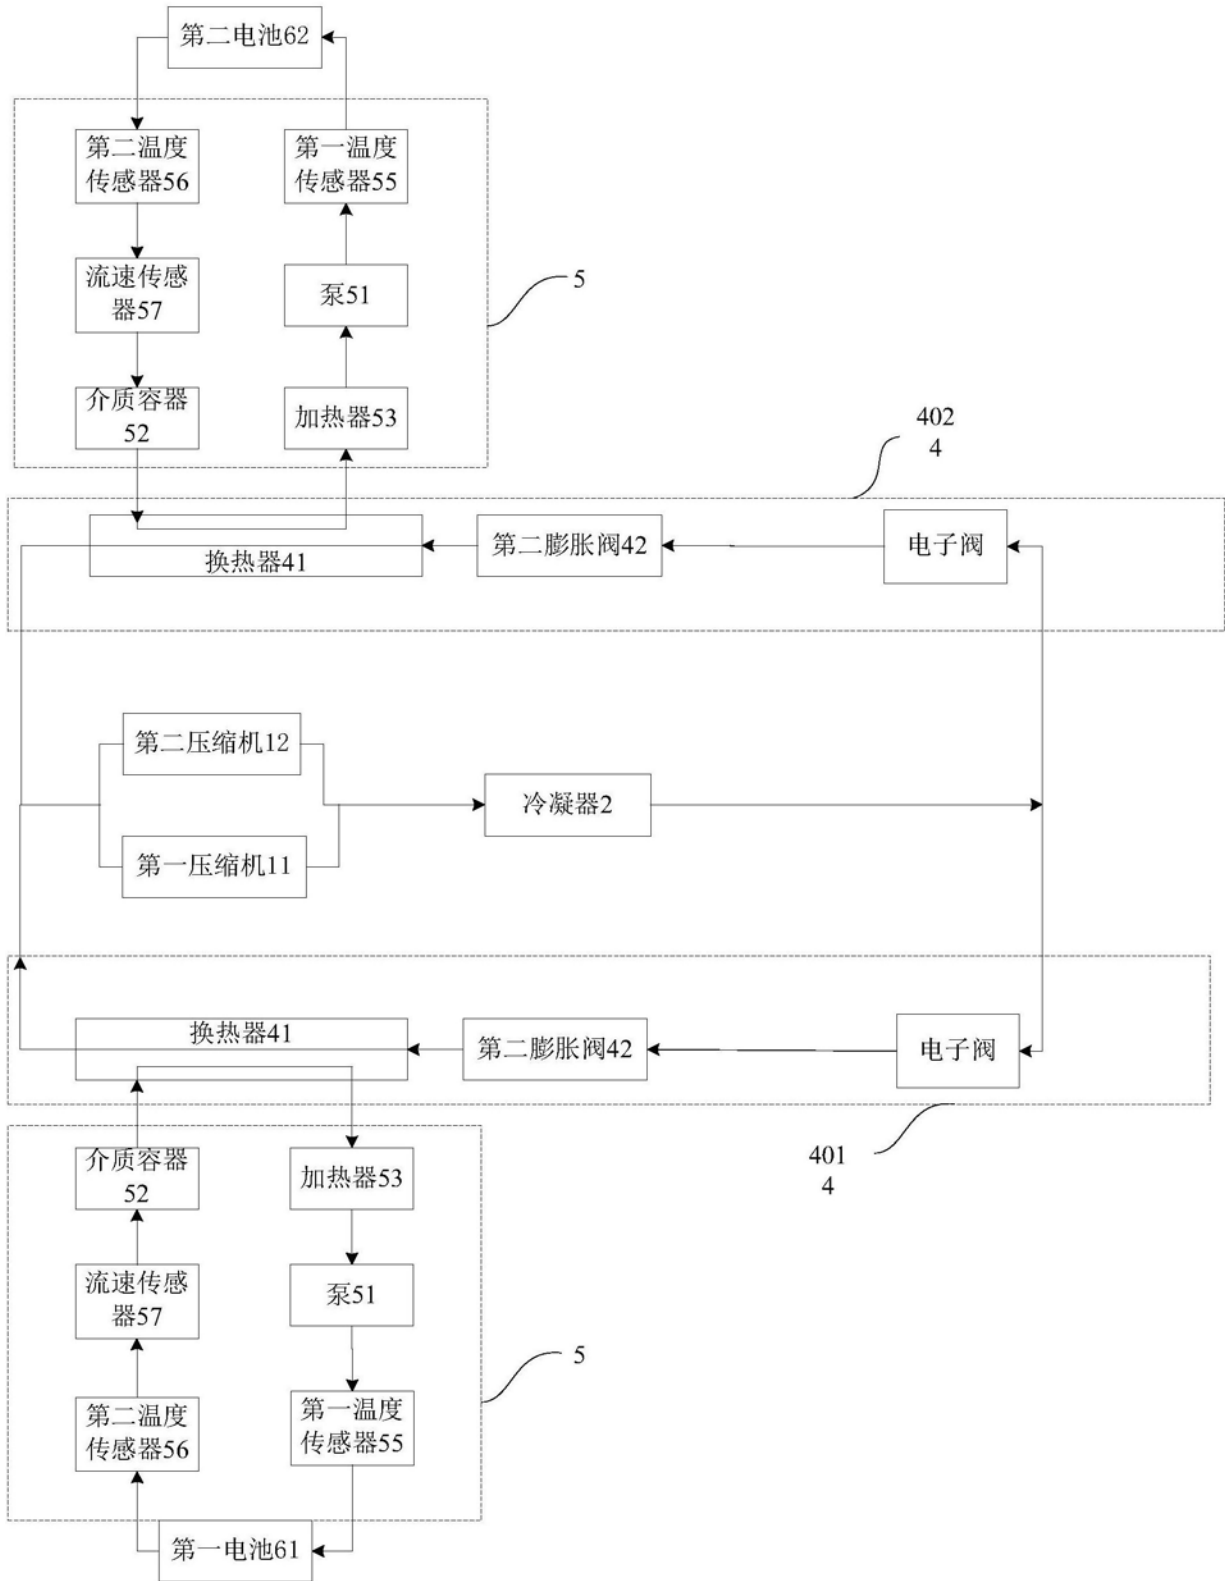 第二电池62
第二温度
传感器56
第一温度
传感器55
流速传感
器57
泵51
5
介质容器
52
加热器53
402
4
换热器41
第二膨胀阀42
电子阀
第二压缩机12
冷凝器2
第一压缩机11
换热器41
第二膨胀阀42
电子阀
介质容器
52
加热器53
401
4
流速传感
器57
泵51
5
第二温度
传感器56
第一温度
传感器55
第一电池61